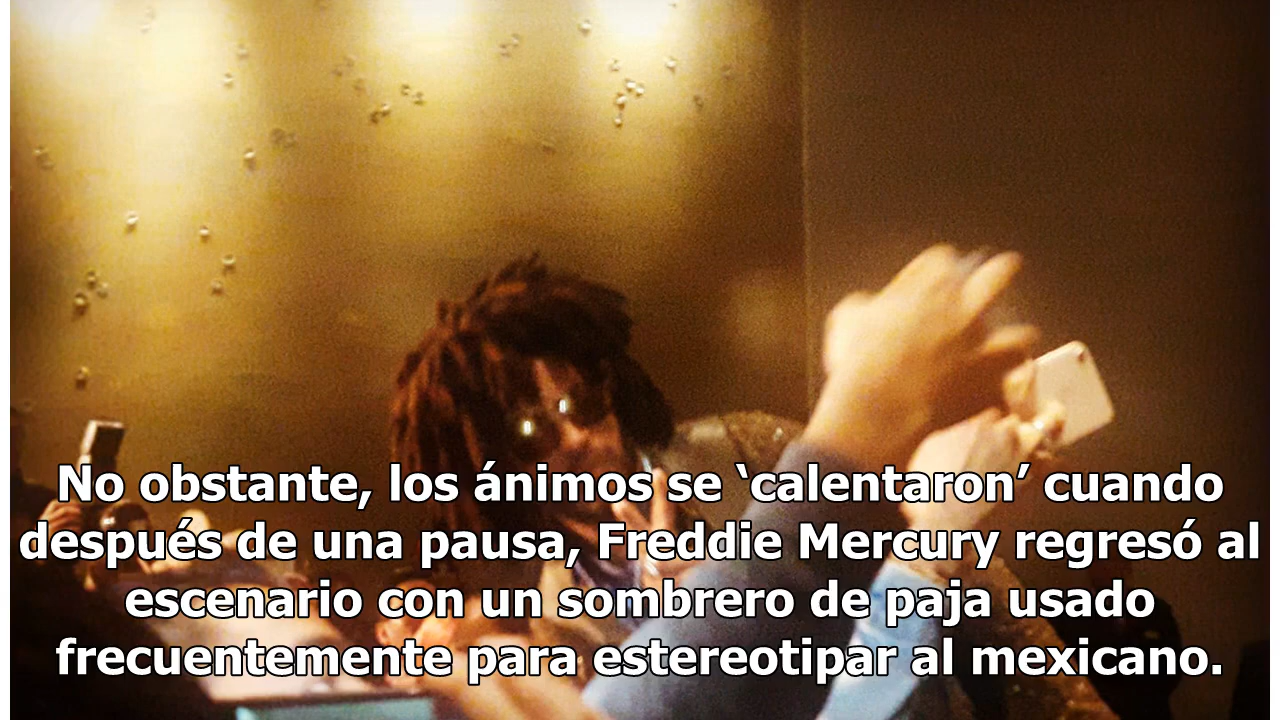 No obstante, los ánimos se ‘calentaron’ cuando
después de una pausa, Freddie Mercury regresó al
escenario con un sombrero de paja usado
frecuentemente para estereotipar al mexicano.